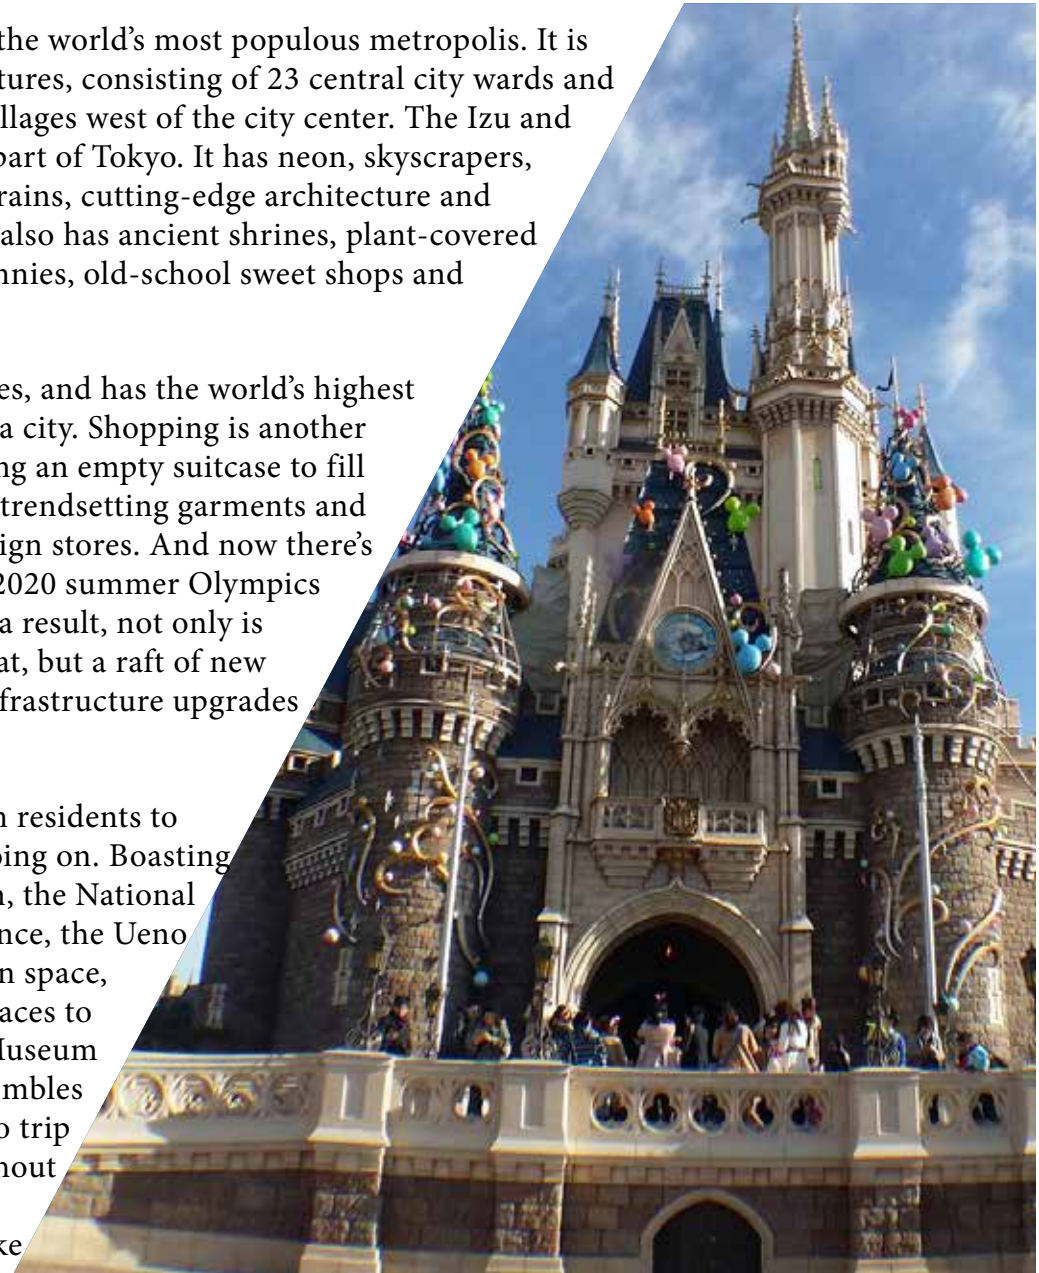 the world’s most populous metropolis. It is
tures, consisting of 23 central city wards and
llages west of the city center. The Izu and
part of Tokyo. It has neon, skyscrapers,
rains, cutting-edge architecture and
also has ancient shrines, plant-covered
nnies, old-school sweet shops and
es, and has the world’s highest
a city. Shopping is another
ng an empty suitcase to fill
trendsetting garments and
ign stores. And now there’s
2020 summer Olympics
a result, not only is
at, but a raft of new
frastructure upgrades
n residents to
oing on. Boasting
n, the National
nce, the Ueno
n space,
aces to
Museum
mbles
o trip
hout
ke